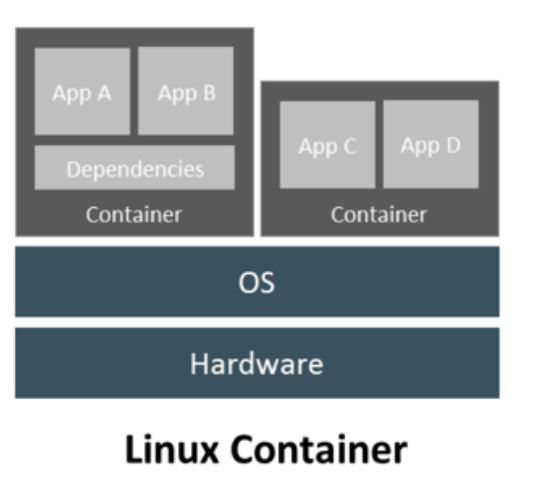 App A
App B
Dependencies
Container
App C
App D
Container
OS
Hardware
Linux Container